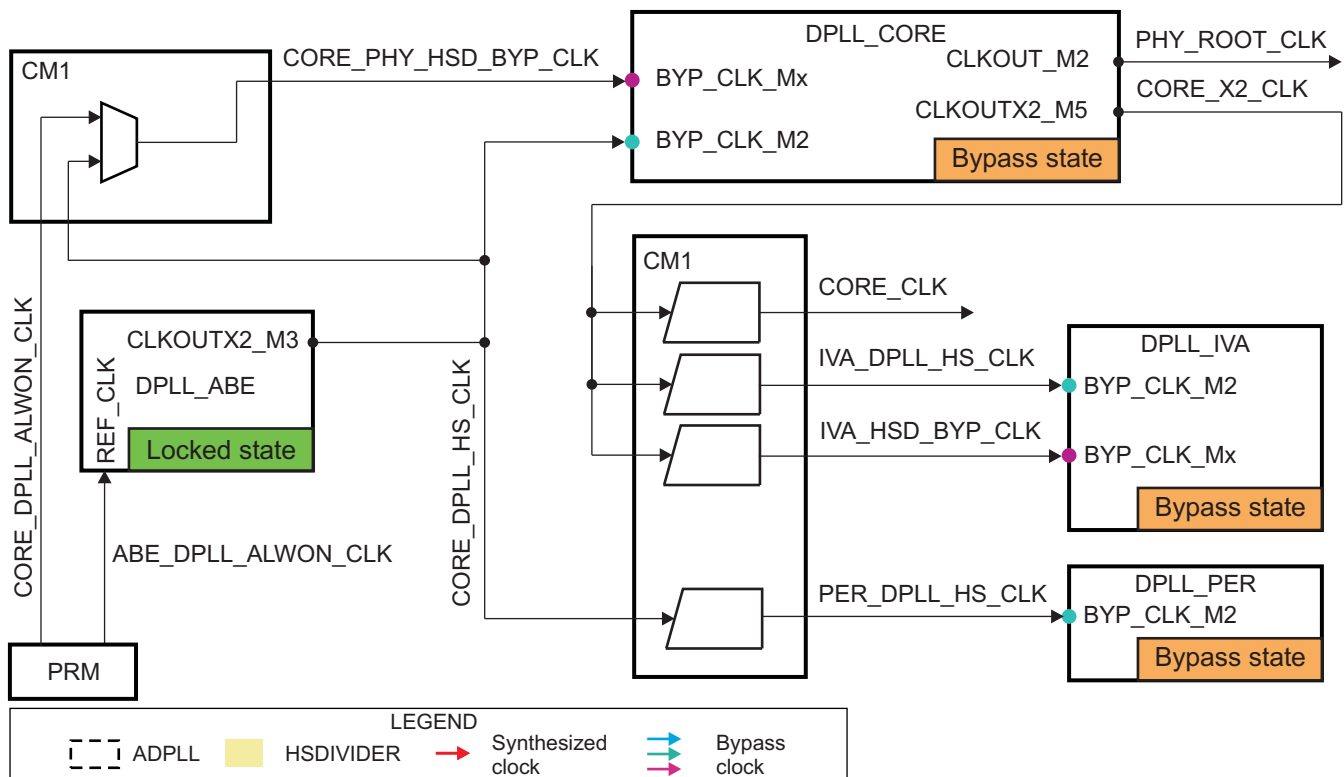 CM1
CORE_PHY_HSD_BYP_CLK
DPLL_CORE
BYP_CLK_Mx
BYP_CLK_M2
CLKOUT_M2
CLKOUTX2_M5
Bypass state
PHY_ROOT_CLK
CORE_X2_CLK
CORE_DPLL_ALWON_CLK
CLKOUTX2_M3
DPLL_ABE
REF_CLK
Locked state
ABE_DPLL_ALWON_CLK
CORE_DPLL_HS_CLK
PRM
CM1
CORE_CLK
IVA_DPLL_HS_CLK
IVA_HSD_BYP_CLK
PER_DPLL_HS_CLK
DPLL_IVA
BYP_CLK_M2
BYP_CLK_Mx
Bypass state
DPLL_PER
BYP_CLK_M2
Bypass state
LEGEND
ADPLL
HSDIVIDER
Synthesized
clock
Bypass
clock